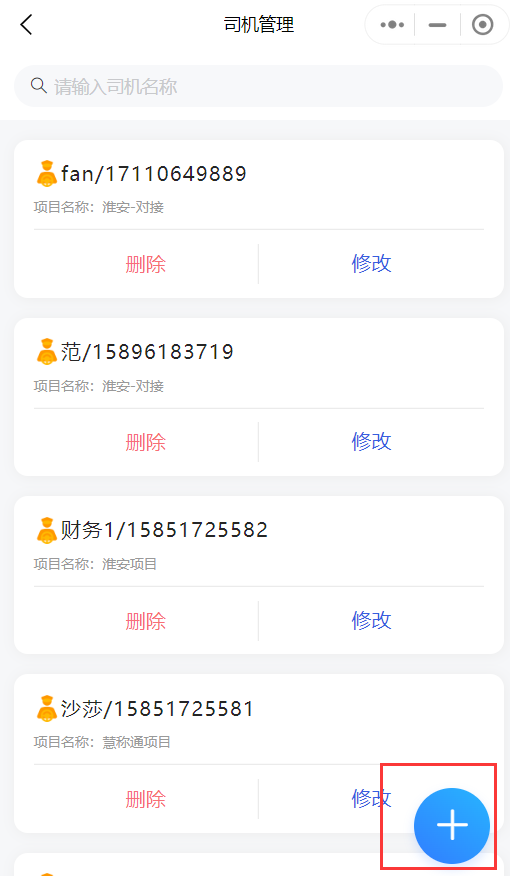 司机管理
请输入司机名称
fan/17110649889
项目名称：淮安-对接
删除 修改
范/15896183719
项目名称：淮安-对接
删除 修改
财务1/15851725582
项目名称：淮安项目
删除 修改
沙莎/15851725581
项目名称：慧称通项目
删除 修改